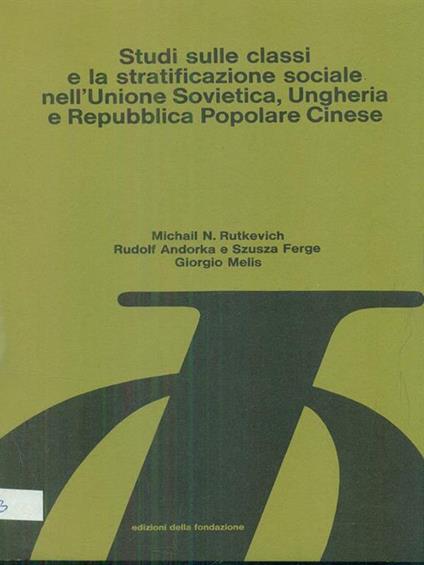 Studi sulle classi
e la stratificazione sociale
nell'Unione Sovietica, Ungheria
e Repubblica Popolare Cinese
Michail N. Rutkevich
Rudolf Andorka e Szusza Ferge
Giorgio Melis
3
edizioni della fondazione